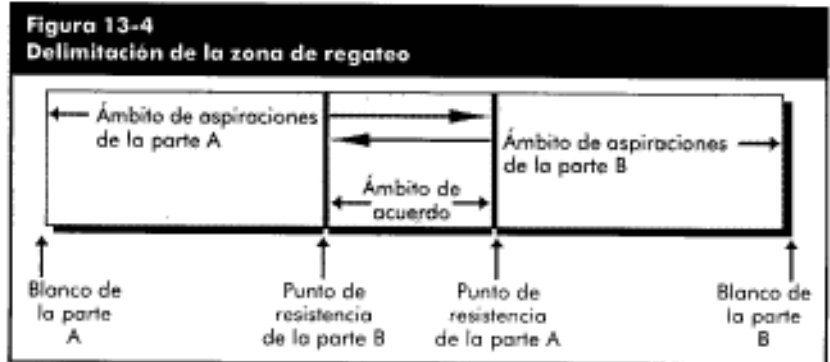 Figura 13-4
Delimitación de la zona de regateo
Ámbito de aspiraciones
de la parte A
Ámbito de aspiraciones
de la parte B
Ámbito de
acuerdo
Blanco de
la parte
A
Punto de
resistencia
de la parte B
Punto de
resistencia
de la parte A
Blanco de
la parte
B